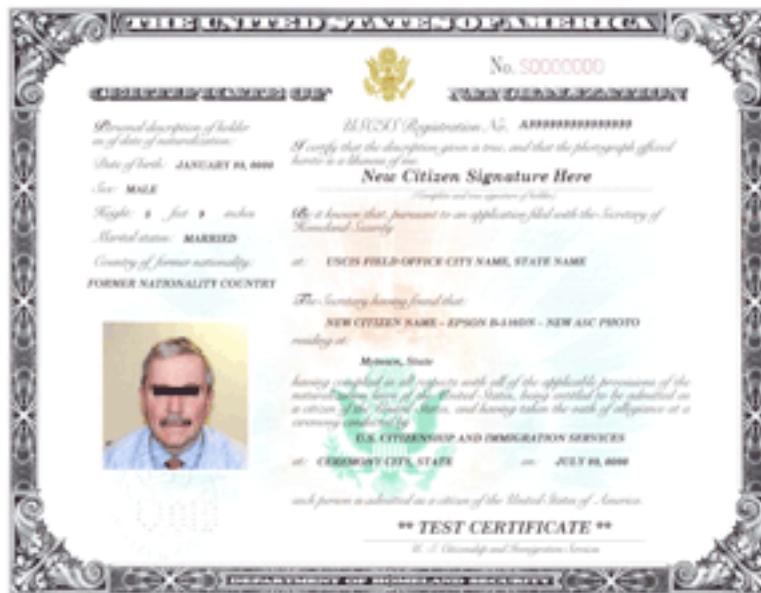 THE UNITED STATES OF AMERICA
No. S0000000
CERTIFICATE OF NATURALIZATION
Personal description of holder
as of date of naturalization:
Date of birth: JANUARY 00, 0000
Sex: MALE
Height: 5 feet 9 inches
Marital status: MARRIED
Country of former nationality:
FORMER NATIONALITY COUNTRY
USCIS Registration No.
I certify that the description given is true, and that the photograph affixed
hereto is a likeness of me.
New Citizen Signature Here
(Complete and true signature of holder)
Be it known that, pursuant to an application filed with the Secretary of
Homeland Security
at: USCIS FIELD OFFICE CITY NAME, STATE NAME
The Secretary having found that:
NEW CITIZEN NAME – EPSON B-510DN – NEW ASC PHOTO
residing at:
State
having complied in all respects with all of the applicable provisions of the
naturalization laws of the United States, being entitled to be admitted as
a citizen of the United States, and having taken the oath of allegiance at a
ceremony conducted by
U.S. CITIZENSHIP AND IMMIGRATION SERVICES
at: CEREMONY CITY, STATE on: JULY 00, 0000
such person is admitted as a citizen of the United States of America.
** TEST CERTIFICATE **
U. S. Citizenship and Immigration Services
DEPARTMENT OF HOMELAND SECURITY